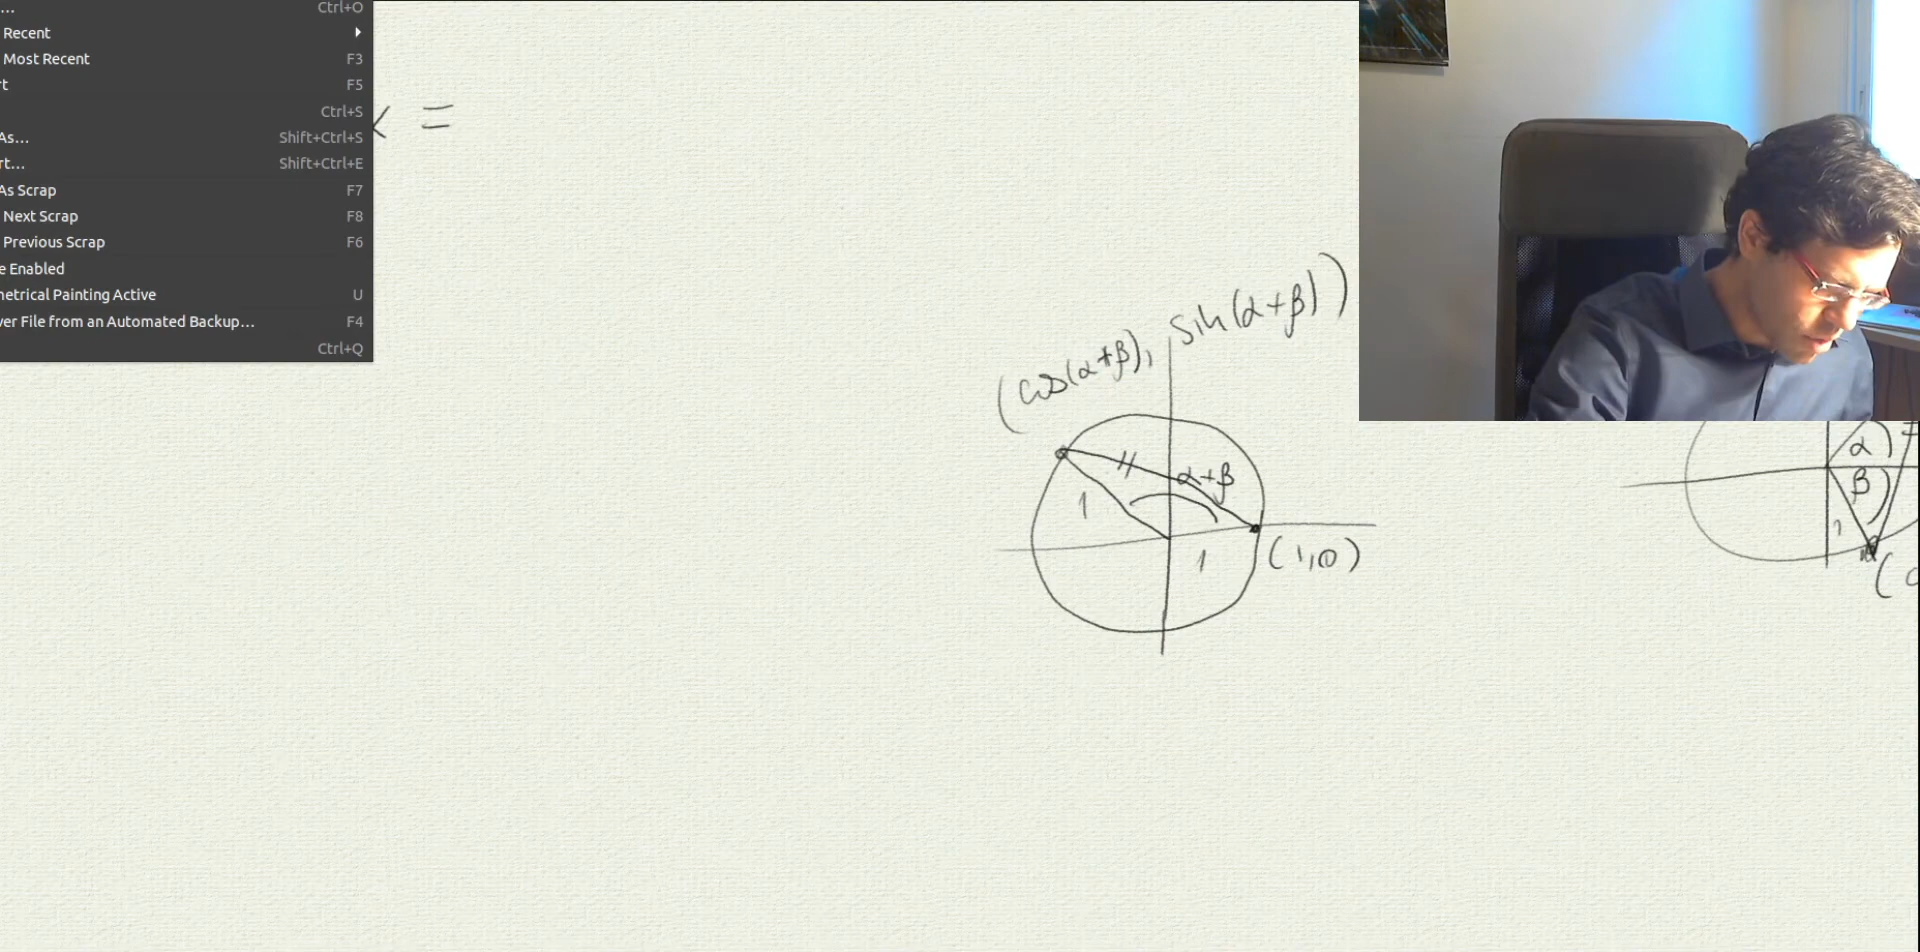 ... Ctrl+O
Recent
Most Recent F3
rt F5
Ctrl+S
As... Shift+Ctrl+S
rt... Shift+Ctrl+E
As Scrap F7
Next Scrap F8
Previous Scrap F6
e Enabled
metrical Painting Active U
ver File from an Automated Backup... F4
Ctrl+Q
=
(cos(α+β), sin(α+β))
α+β
1
1
(1,0)
α
β
1
(